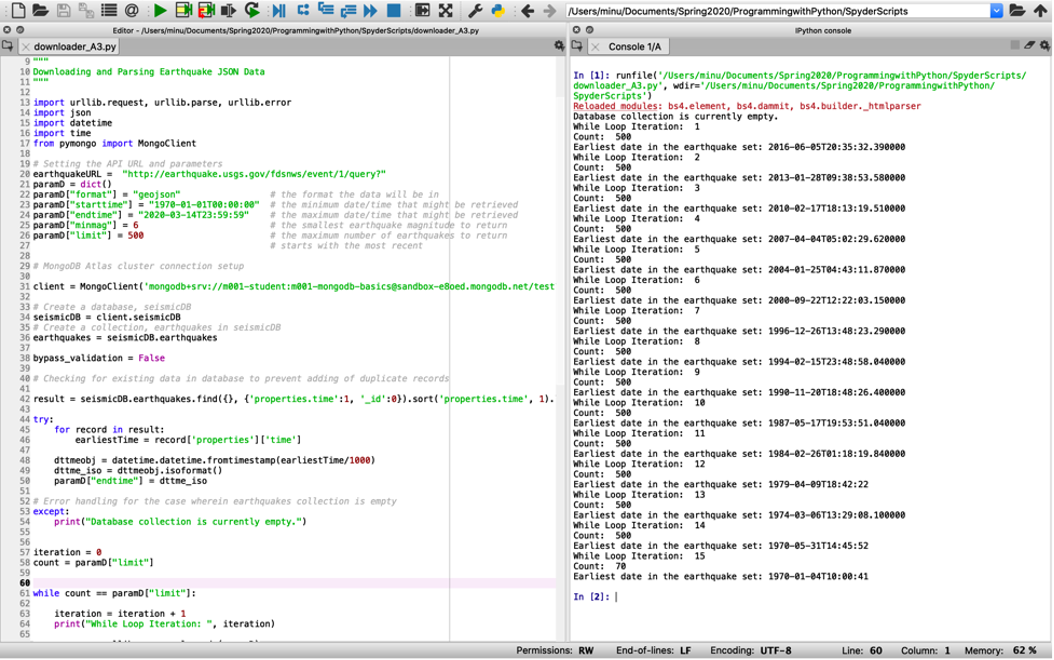 /Users/minu/Documents/Spring2020/ProgrammingwithPython/SpyderScripts
Editor - /Users/minu/Documents/Spring2020/ProgrammingwithPython/SpyderScripts/downloader_A3.py
downloader_A3.py
9 """
10 Downloading and Parsing Earthquake JSON Data
11 """
12
13 import urllib.request, urllib.parse, urllib.error
14 import json
15 import datetime
16 import time
17 from pymongo import MongoClient
18
19 # Setting the API URL and parameters
20 earthquakeURL =  "http://earthquake.usgs.gov/fdsnws/event/1/query?"
21 paramD = dict()
22 paramD["format"] = "geojson" # the format the data will be in
23 paramD["starttime"] = "1970-01-01T00:00:00" # the minimum date/time that might be retrieved
24 paramD["endtime"] = "2020-03-14T23:59:59" # the maximum date/time that might be retrieved
25 paramD["minmag"] = 6 # the smallest earthquake magnitude to return
26 paramD["limit"] = 500 # the maximum number of earthquakes to return
27 # starts with the most recent
28
29 # MongoDB Atlas cluster connection setup
30
31 client = MongoClient('mongodb+srv://m001-student:m001-mongodb-basics@sandbox-e8oed.mongodb.net/test
32
33 # Create a database, seismicDB
34 seismicDB = client.seismicDB
35 # Create a collection, earthquakes in seismicDB
36 earthquakes = seismicDB.earthquakes
37
38 bypass_validation = False
39
40 # Checking for existing data in database to prevent adding of duplicate records
41
42 result = seismicDB.earthquakes.find({}, {'properties.time':1, '_id':0}).sort('properties.time', 1).
43
44 try:
45     for record in result:
46         earliestTime = record['properties']['time']
47
48     dttmeobj = datetime.datetime.fromtimestamp(earliestTime/1000)
49     dttme_iso = dttmeobj.isoformat()
50     paramD["endtime"] = dttme_iso
51
52 # Error handling for the case wherein earthquakes collection is empty
53 except:
54     print("Database collection is currently empty.")
55
56
57 iteration = 0
58 count = paramD["limit"]
59
60
61 while count == paramD["limit"]:
62
63     iteration = iteration + 1
64     print("While Loop Iteration: ", iteration)
65
IPython console
Console 1/A
In [1]: runfile('/Users/minu/Documents/Spring2020/ProgrammingwithPython/SpyderScripts/
downloader_A3.py', wdir='/Users/minu/Documents/Spring2020/ProgrammingwithPython/
SpyderScripts')
Reloaded modules: bs4.element, bs4.dammit, bs4.builder._htmlparser
Database collection is currently empty.
While Loop Iteration:  1
Count:  500
Earliest date in the earthquake set: 2016-06-05T20:35:32.390000
While Loop Iteration:  2
Count:  500
Earliest date in the earthquake set: 2013-01-28T09:38:53.580000
While Loop Iteration:  3
Count:  500
Earliest date in the earthquake set: 2010-02-17T18:13:19.510000
While Loop Iteration:  4
Count:  500
Earliest date in the earthquake set: 2007-04-04T05:02:29.620000
While Loop Iteration:  5
Count:  500
Earliest date in the earthquake set: 2004-01-25T04:43:11.870000
While Loop Iteration:  6
Count:  500
Earliest date in the earthquake set: 2000-09-22T12:22:03.150000
While Loop Iteration:  7
Count:  500
Earliest date in the earthquake set: 1996-12-26T13:48:23.290000
While Loop Iteration:  8
Count:  500
Earliest date in the earthquake set: 1994-02-15T23:48:58.040000
While Loop Iteration:  9
Count:  500
Earliest date in the earthquake set: 1990-11-20T18:48:26.400000
While Loop Iteration:  10
Count:  500
Earliest date in the earthquake set: 1987-05-17T19:53:51.040000
While Loop Iteration:  11
Count:  500
Earliest date in the earthquake set: 1984-02-26T01:18:19.840000
While Loop Iteration:  12
Count:  500
Earliest date in the earthquake set: 1979-04-09T18:42:22
While Loop Iteration:  13
Count:  500
Earliest date in the earthquake set: 1974-03-06T13:29:08.100000
While Loop Iteration:  14
Count:  500
Earliest date in the earthquake set: 1970-05-31T14:45:52
While Loop Iteration:  15
Count:  70
Earliest date in the earthquake set: 1970-01-04T10:00:41
In [2]:
Permissions: RW End-of-lines: LF Encoding: UTF-8 Line: 60 Column: 1 Memory: 62 %